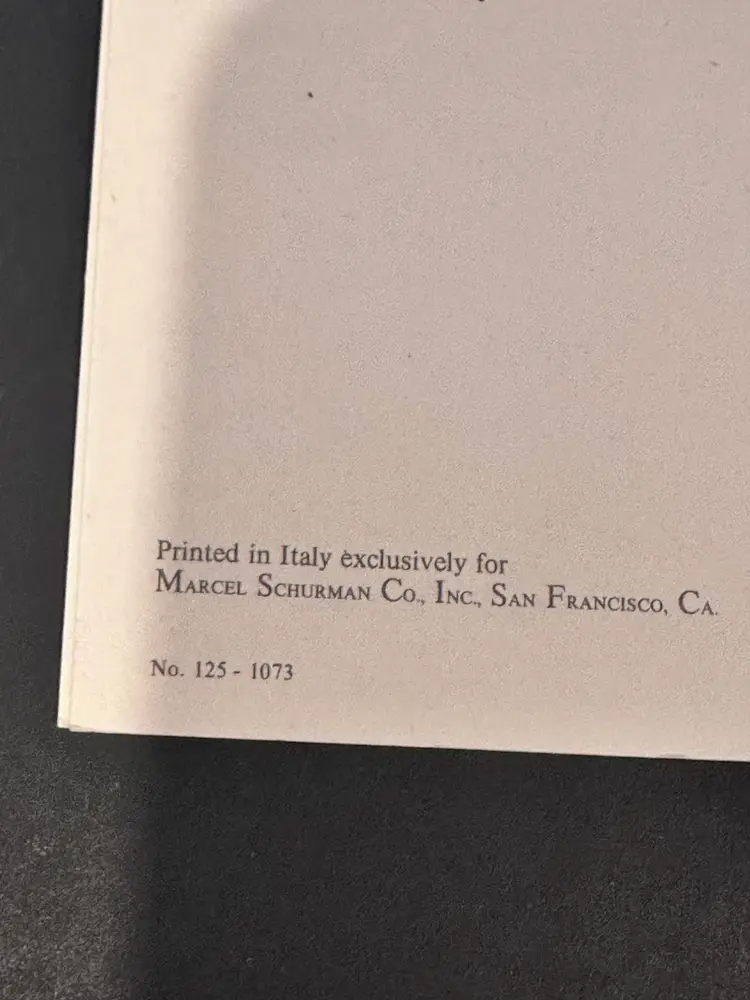 Printed in Italy exclusively for
MARCEL SCHURMAN CO., INC., SAN FRANCISCO, CA.
No. 125 - 1073